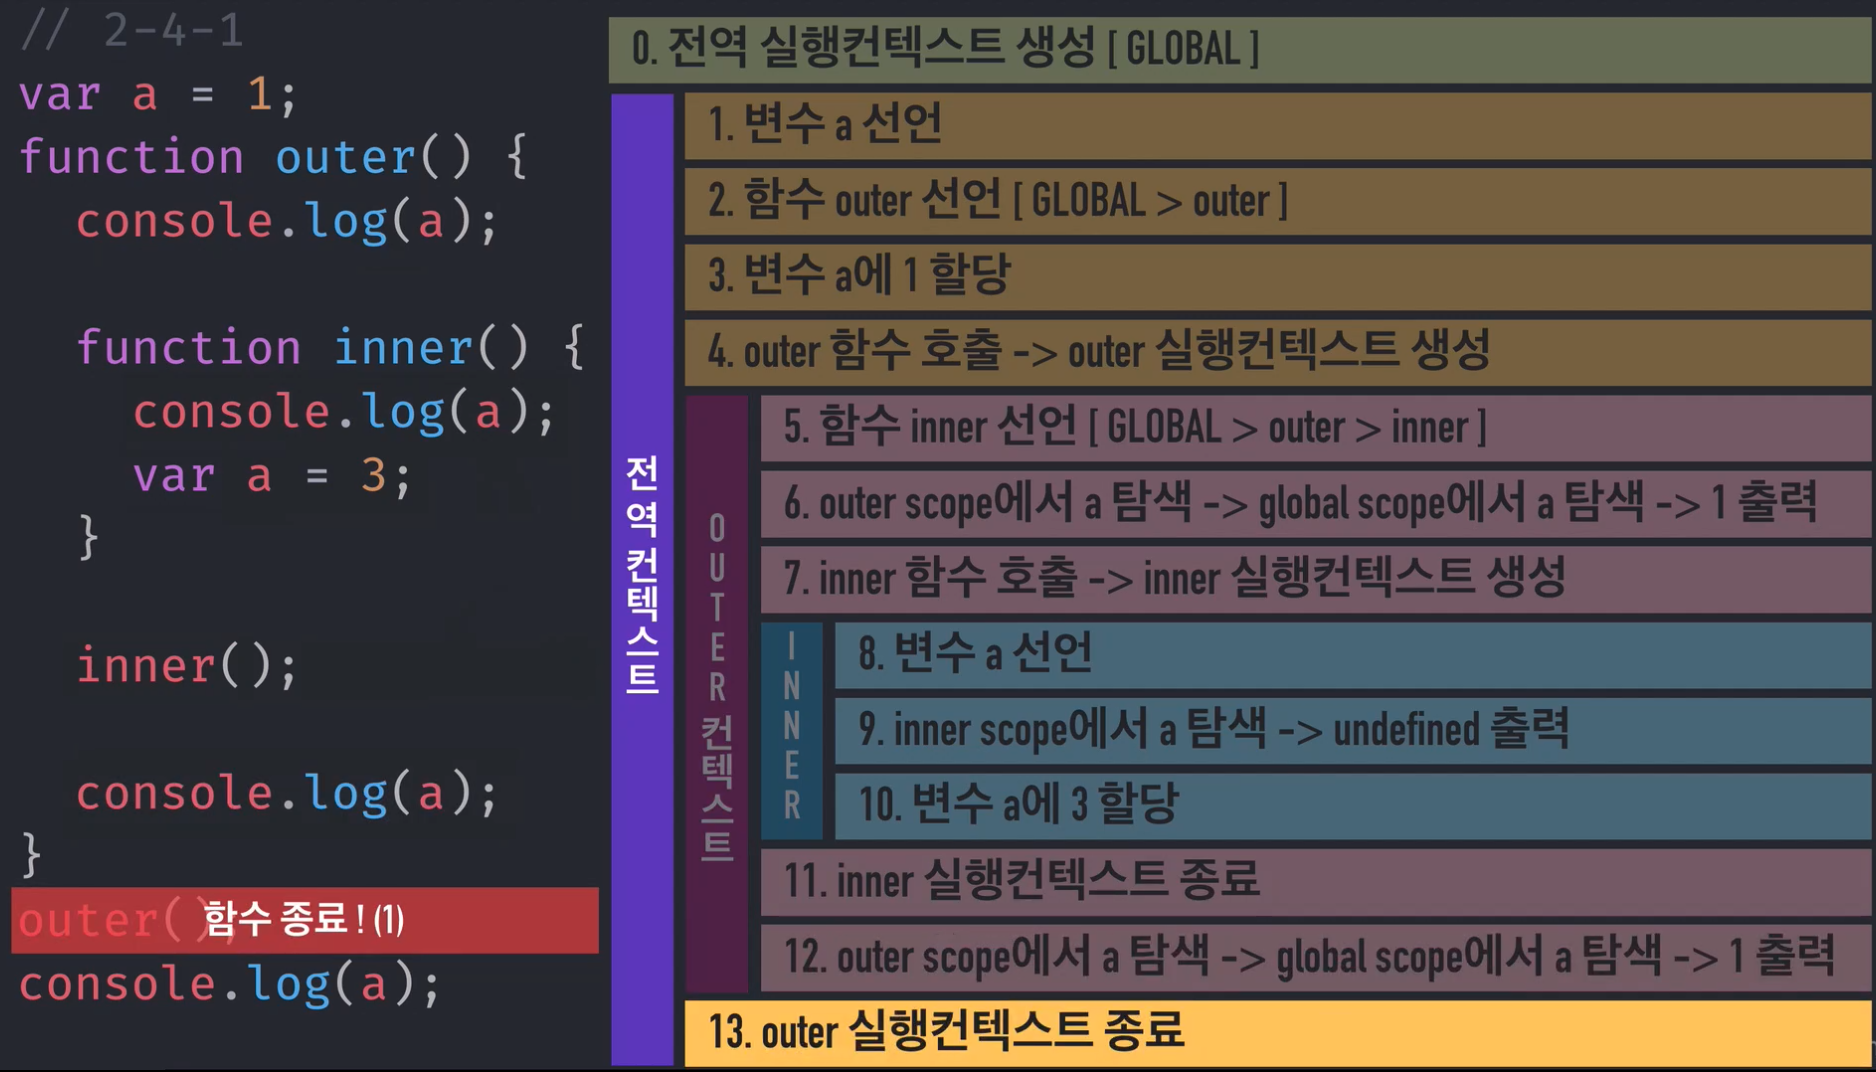 // 2-4-1
var a = 1;
function outer() {
console.log(a);
function inner() {
console.log(a);
var a = 3;
}
inner();
console.log(a);
}
outer();
함수 종료 ! (1)
console.log(a);
0. 전역 실행컨텍스트 생성 [ GLOBAL ]
전역 컨텍스트
1. 변수 a 선언
2. 함수 outer 선언 [ GLOBAL > outer ]
3. 변수 a에 1 할당
4. outer 함수 호출 -> outer 실행컨텍스트 생성
OUTER 컨텍스트
5. 함수 inner 선언 [ GLOBAL > outer > inner ]
6. outer scope에서 a 탐색 -> global scope에서 a 탐색 -> 1 출력
7. inner 함수 호출 -> inner 실행컨텍스트 생성
INNER
8. 변수 a 선언
9. inner scope에서 a 탐색 -> undefined 출력
10. 변수 a에 3 할당
11. inner 실행컨텍스트 종료
12. outer scope에서 a 탐색 -> global scope에서 a 탐색 -> 1 출력
13. outer 실행컨텍스트 종료